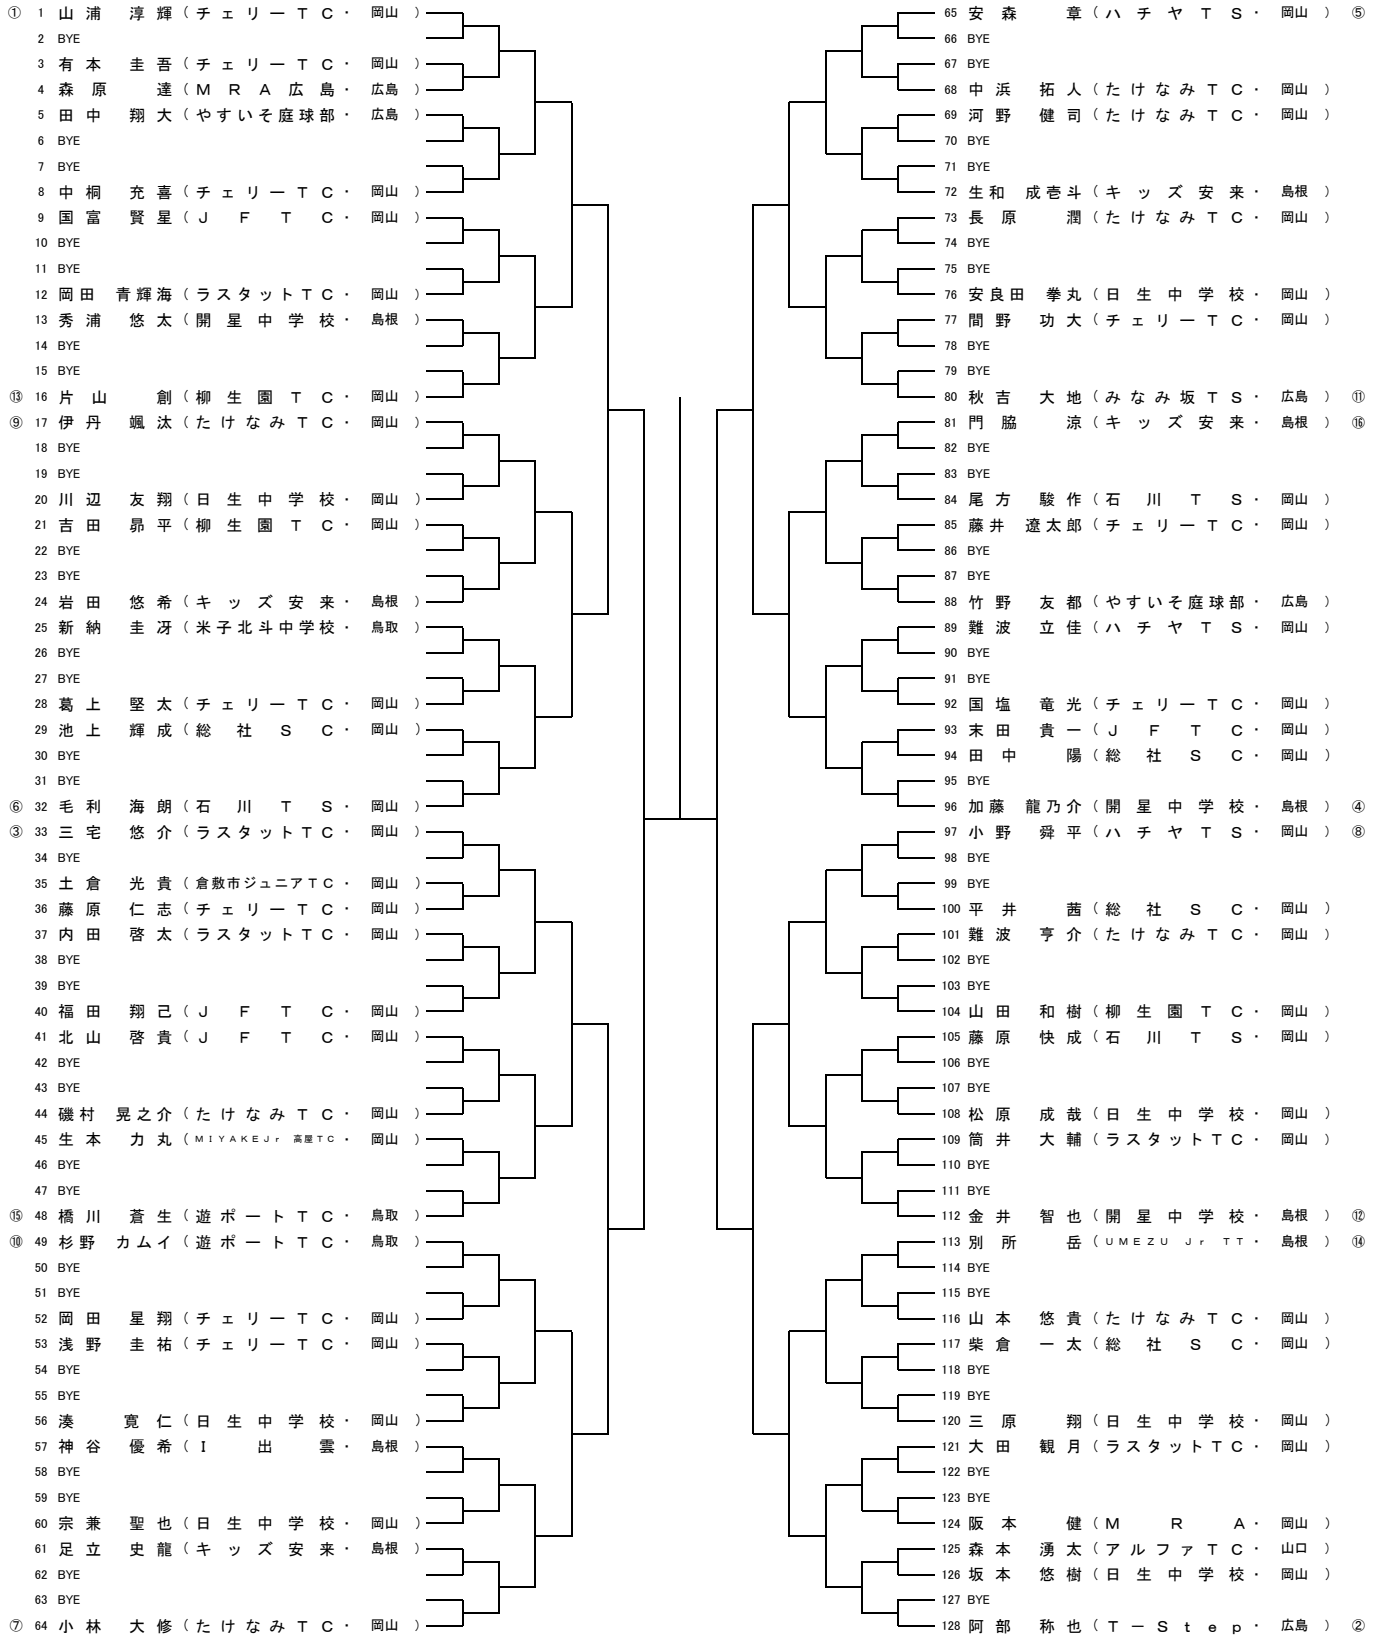 ① 1 山浦 淳輝 (チェリーTC・ 岡山)
2 BYE
3 有本 圭吾 (チェリーTC・ 岡山)
4 森原 達 (MRA広島・ 広島)
5 田中 翔大 (やすいそ庭球部・ 広島)
6 BYE
7 BYE
8 中桐 充喜 (チェリーTC・ 岡山)
9 国富 賢星 (JFTC・ 岡山)
10 BYE
11 BYE
12 岡田 青輝海 (ラスタットTC・ 岡山)
13 秀浦 悠太 (開星中学校・ 島根)
14 BYE
15 BYE
⑬ 16 片山 創 (柳生園TC・ 岡山)
⑨ 17 伊丹 颯汰 (たけなみTC・ 岡山)
18 BYE
19 BYE
20 川辺 友翔 (日生中学校・ 岡山)
21 吉田 昴平 (柳生園TC・ 岡山)
22 BYE
23 BYE
24 岩田 悠希 (キッズ安来・ 島根)
25 新納 圭冴 (米子北斗中学校・ 鳥取)
26 BYE
27 BYE
28 葛上 堅太 (チェリーTC・ 岡山)
29 池上 輝成 (総社SC・ 岡山)
30 BYE
31 BYE
⑥ 32 毛利 海朗 (石川TS・ 岡山)
③ 33 三宅 悠介 (ラスタットTC・ 岡山)
34 BYE
35 土倉 光貴 (倉敷市ジュニアTC・ 岡山)
36 藤原 仁志 (チェリーTC・ 岡山)
37 内田 啓太 (ラスタットTC・ 岡山)
38 BYE
39 BYE
40 福田 翔己 (JFTC・ 岡山)
41 北山 啓貴 (JFTC・ 岡山)
42 BYE
43 BYE
44 磯村 晃之介 (たけなみTC・ 岡山)
45 生本 力丸 (MIYAKEJr 高屋TC・ 岡山)
46 BYE
47 BYE
⑮ 48 橋川 蒼生 (遊ポートTC・ 鳥取)
⑩ 49 杉野 カムイ (遊ポートTC・ 鳥取)
50 BYE
51 BYE
52 岡田 星翔 (チェリーTC・ 岡山)
53 浅野 圭祐 (チェリーTC・ 岡山)
54 BYE
55 BYE
56 湊 寛仁 (日生中学校・ 岡山)
57 神谷 優希 (I出雲・ 島根)
58 BYE
59 BYE
60 宗兼 聖也 (日生中学校・ 岡山)
61 足立 史龍 (キッズ安来・ 島根)
62 BYE
63 BYE
⑦ 64 小林 大修 (たけなみTC・ 岡山)
65 安森 章 (ハチヤTS・ 岡山) ⑤
66 BYE
67 BYE
68 中浜 拓人 (たけなみTC・ 岡山)
69 河野 健司 (たけなみTC・ 岡山)
70 BYE
71 BYE
72 生和 成壱斗 (キッズ安来・ 島根)
73 長原 潤 (たけなみTC・ 岡山)
74 BYE
75 BYE
76 安良田 拳丸 (日生中学校・ 岡山)
77 間野 功大 (チェリーTC・ 岡山)
78 BYE
79 BYE
80 秋吉 大地 (みなみ坂TS・ 広島) ⑪
81 門脇 涼 (キッズ安来・ 島根) ⑯
82 BYE
83 BYE
84 尾方 駿作 (石川TS・ 岡山)
85 藤井 遼太郎 (チェリーTC・ 岡山)
86 BYE
87 BYE
88 竹野 友都 (やすいそ庭球部・ 広島)
89 難波 立佳 (ハチヤTS・ 岡山)
90 BYE
91 BYE
92 国塩 竜光 (チェリーTC・ 岡山)
93 末田 貴一 (JFTC・ 岡山)
94 田中 陽 (総社SC・ 岡山)
95 BYE
96 加藤 龍乃介 (開星中学校・ 島根) ④
97 小野 舜平 (ハチヤTS・ 岡山) ⑧
98 BYE
99 BYE
100 平井 茜 (総社SC・ 岡山)
101 難波 亨介 (たけなみTC・ 岡山)
102 BYE
103 BYE
104 山田 和樹 (柳生園TC・ 岡山)
105 藤原 快成 (石川TS・ 岡山)
106 BYE
107 BYE
108 松原 成哉 (日生中学校・ 岡山)
109 筒井 大輔 (ラスタットTC・ 岡山)
110 BYE
111 BYE
112 金井 智也 (開星中学校・ 島根) ⑫
113 別所 岳 (UMEZU Jr TT・ 島根) ⑭
114 BYE
115 BYE
116 山本 悠貴 (たけなみTC・ 岡山)
117 柴倉 一太 (総社SC・ 岡山)
118 BYE
119 BYE
120 三原 翔 (日生中学校・ 岡山)
121 大田 観月 (ラスタットTC・ 岡山)
122 BYE
123 BYE
124 阪本 健 (MRA・ 岡山)
125 森本 湧太 (アルファTC・ 山口)
126 坂本 悠樹 (日生中学校・ 岡山)
127 BYE
128 阿部 称也 (T-Step・ 広島) ②